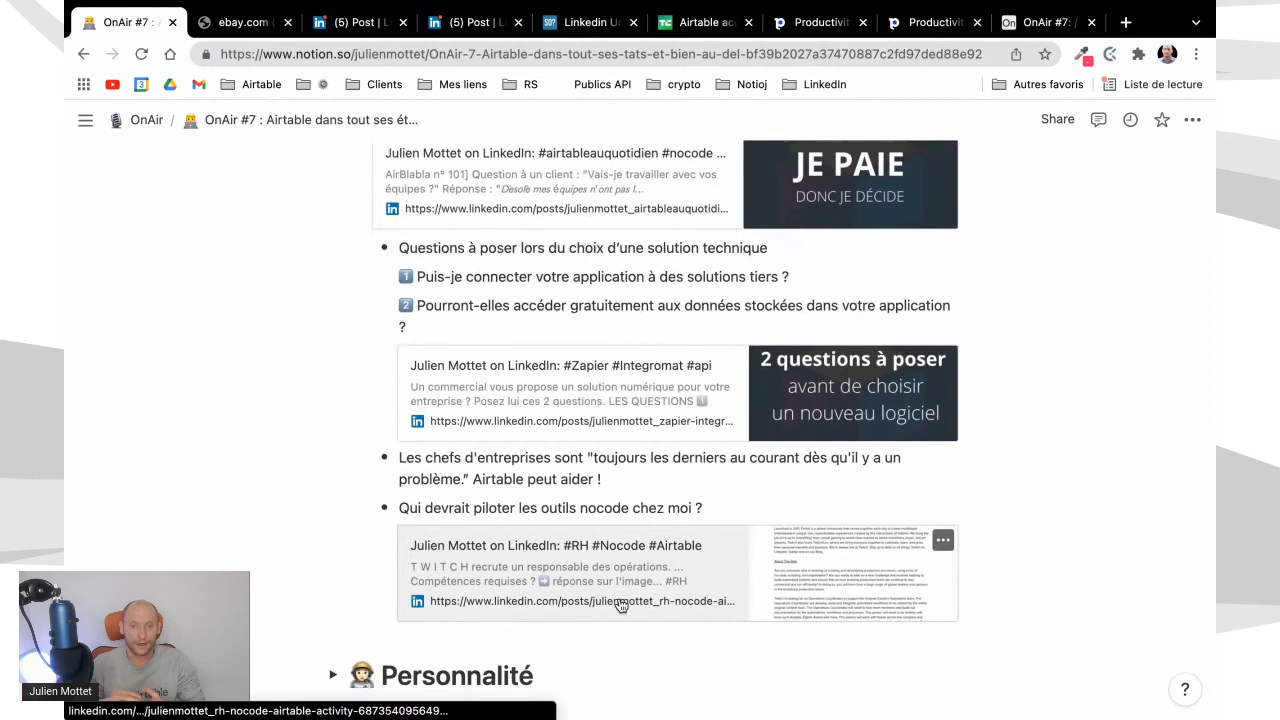 OnAir #7 : A
ebay.com (
(5) Post | L
(5) Post | L
Linkedin Ur
Airtable acc
Productivit
Productivit
OnAir #7: /
https://www.notion.so/julienmottet/OnAir-7-Airtable-dans-tout-ses-tats-et-bien-au-del-bf39b2027a37470887c2fd97ded88e92
Airtable
Clients
Mes liens
RS
Publics API
crypto
Notioj
LinkedIn
Autres favoris
Liste de lecture
OnAir / OnAir #7 : Airtable dans tout ses ét...
Share
Julien Mottet on LinkedIn: #airtableauquotidien #nocode ...
AirBlabla n° 101] Question à un client : "Vais-je travailler avec vos
équipes ?" Réponse : "Désolé mes équipes n'ont pas l...
https://www.linkedin.com/posts/julienmottet_airtableauquotidi...
JE PAIE
DONC JE DÉCIDE
• Questions à poser lors du choix d'une solution technique
1 Puis-je connecter votre application à des solutions tiers ?
2 Pourront-elles accéder gratuitement aux données stockées dans votre application
?
Julien Mottet on LinkedIn: #Zapier #Integromat #api
Un commercial vous propose un solution numérique pour votre
entreprise ? Posez lui ces 2 questions. LES QUESTIONS 1
https://www.linkedin.com/posts/julienmottet_zapier-integr...
2 questions à poser
avant de choisir
un nouveau logiciel
• Les chefs d'entreprises sont "toujours les derniers au courant dès qu'il y a un
problème." Airtable peut aider !
• Qui devrait piloter les outils nocode chez moi ?
Julien Mottet on LinkedIn: #RH #Nocode #Airtable
T W I T C H recrute un responsable des opérations. ...
Compétences requi ... #RH
https://www.linkedin.com/posts/julienmottet_rh-nocode-ai...
Personnalité
Julien Mottet
linkedin.com/.../julienmottet_rh-nocode-airtable-activity-687354095649...
?